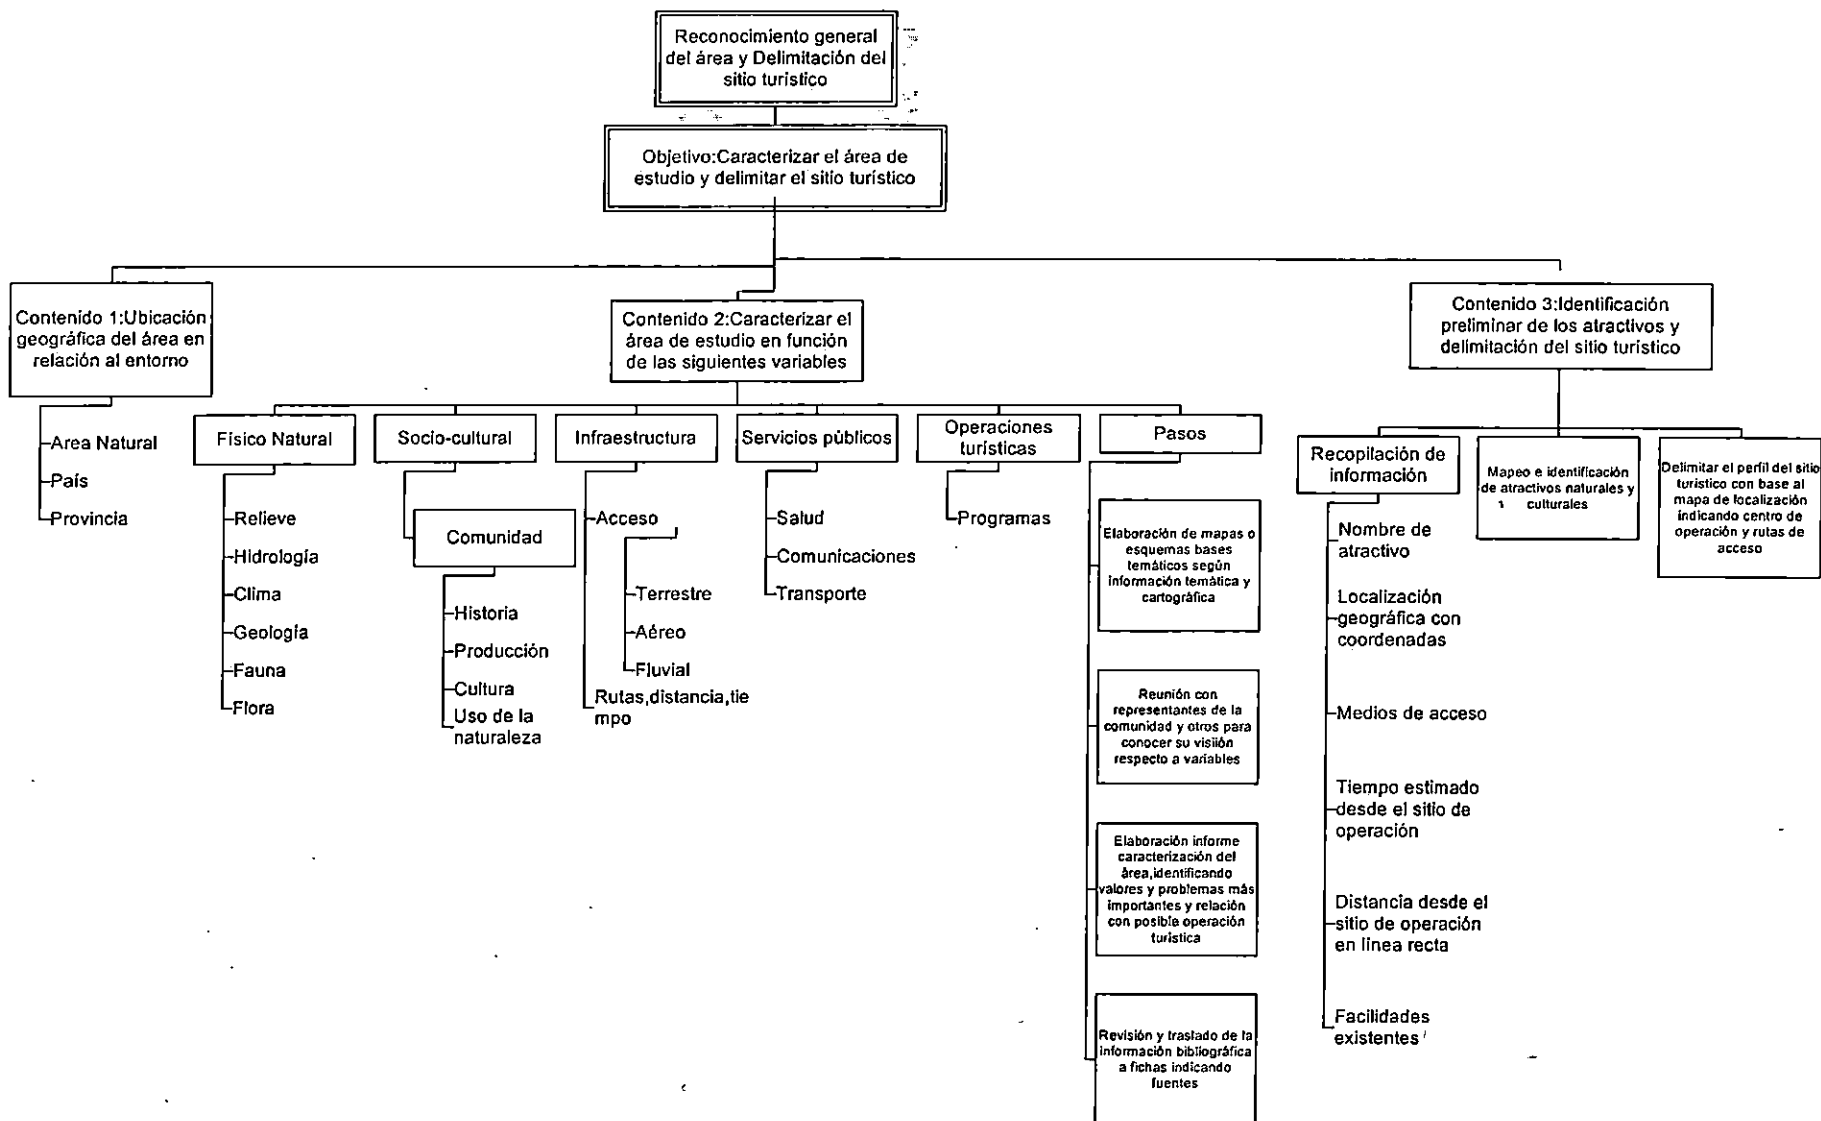 Reconocimiento general
del área y Delimitación del
sitio turístico
Objetivo:Caracterizar el área de
estudio y delimitar el sitio turístico
Contenido 1:Ubicación
geográfica del área en
relación al entorno
Area Natural
País
Provincia
Contenido 2:Caracterizar el
área de estudio en función
de las siguientes variables
Físico Natural
Relieve
Hidrología
Clima
Geología
Fauna
Flora
Socio-cultural
Comunidad
Historia
Producción
Cultura
Uso de la
naturaleza
Infraestructura
Acceso
Terrestre
Aéreo
Fluvial
Rutas,distancia,tie
mpo
Servicios públicos
Salud
Comunicaciones
Transporte
Operaciones
turísticas
Programas
Pasos
Elaboración de mapas o
esquemas bases
temáticos según
información temática y
cartográfica
Reunión con
representantes de la
comunidad y otros para
conocer su visiión
respecto a variables
Elaboración informe
caracterización del
área,identificando
valores y problemas más
importantes y relación
con posible operación
turística
Revisión y traslado de la
información bibliográfica
a fichas indicando
fuentes
Contenido 3:Identificación
preliminar de los atractivos y
delimitación del sitio turístico
Recopilación de
información
Nombre de
atractivo
Localización
geográfica con
coordenadas
Medios de acceso
Tiempo estimado
desde el sitio de
operación
Distancia desde el
sitio de operación
en línea recta
Facilidades
existentes
Mapeo e identificación
de atractivos naturales y
culturales
Delimitar el perfil del sitio
turístico con base al
mapa de localización
indicando centro de
operación y rutas de
acceso